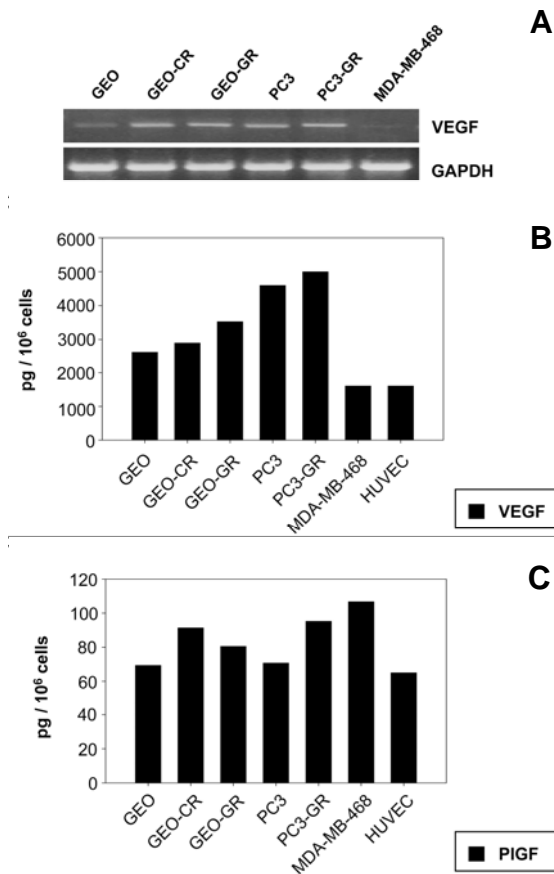 A
GEO
GEO-CR
GEO-GR
PC3
PC3-GR
MDA-MB-468
VEGF
GAPDH
B
6000
5000
4000
3000
2000
1000
0
pg / 10⁶ cells
GEO
GEO-CR
GEO-GR
PC3
PC3-GR
MDA-MB-468
HUVEC
VEGF
C
120
100
80
60
40
20
0
pg / 10⁶ cells
GEO
GEO-CR
GEO-GR
PC3
PC3-GR
MDA-MB-468
HUVEC
PIGF